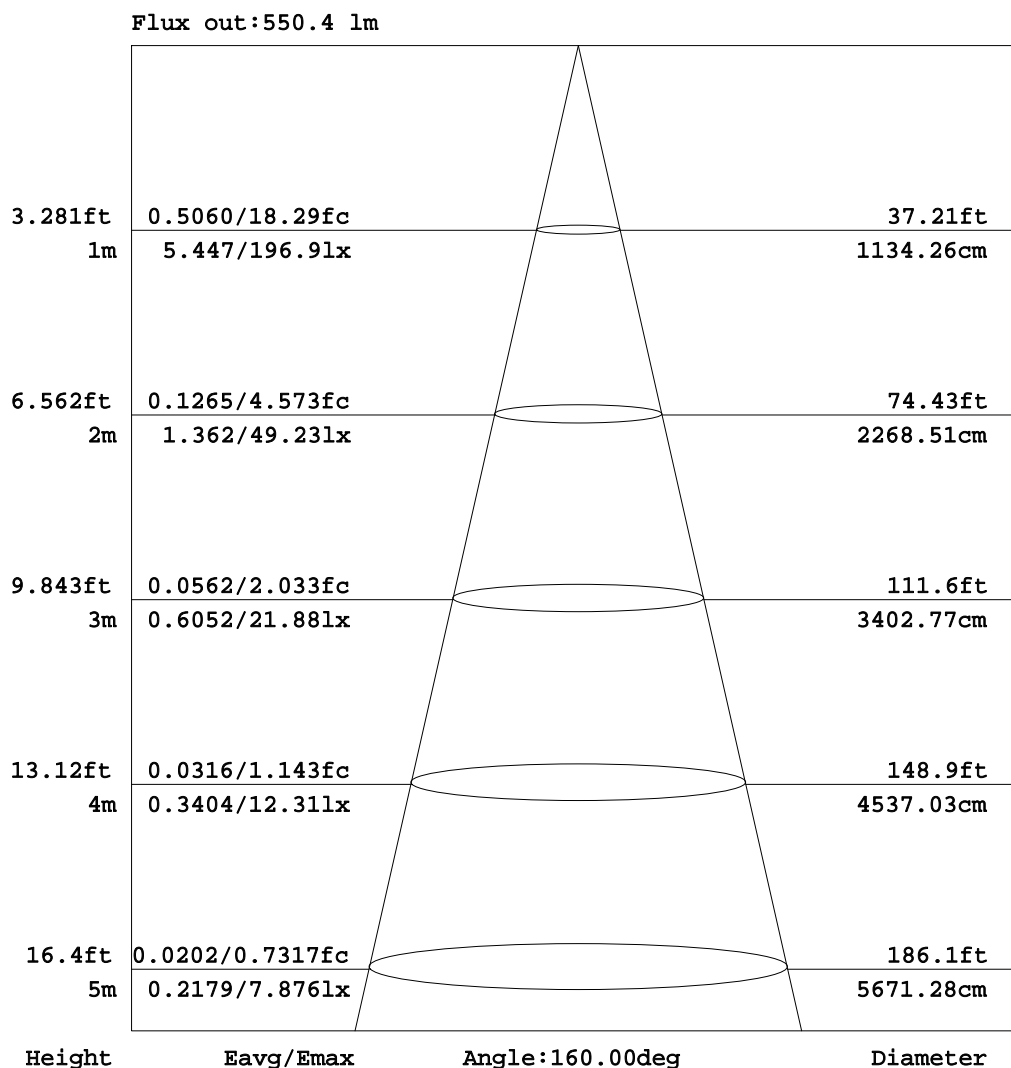 Flux out:550.4 lm
3.281ft 0.5060/18.29fc 37.21ft
1m 5.447/196.9lx 1134.26cm
6.562ft 0.1265/4.573fc 74.43ft
2m 1.362/49.23lx 2268.51cm
9.843ft 0.0562/2.033fc 111.6ft
3m 0.6052/21.88lx 3402.77cm
13.12ft 0.0316/1.143fc 148.9ft
4m 0.3404/12.31lx 4537.03cm
16.4ft 0.0202/0.7317fc 186.1ft
5m 0.2179/7.876lx 5671.28cm
Height Eavg/Emax Angle:160.00deg Diameter